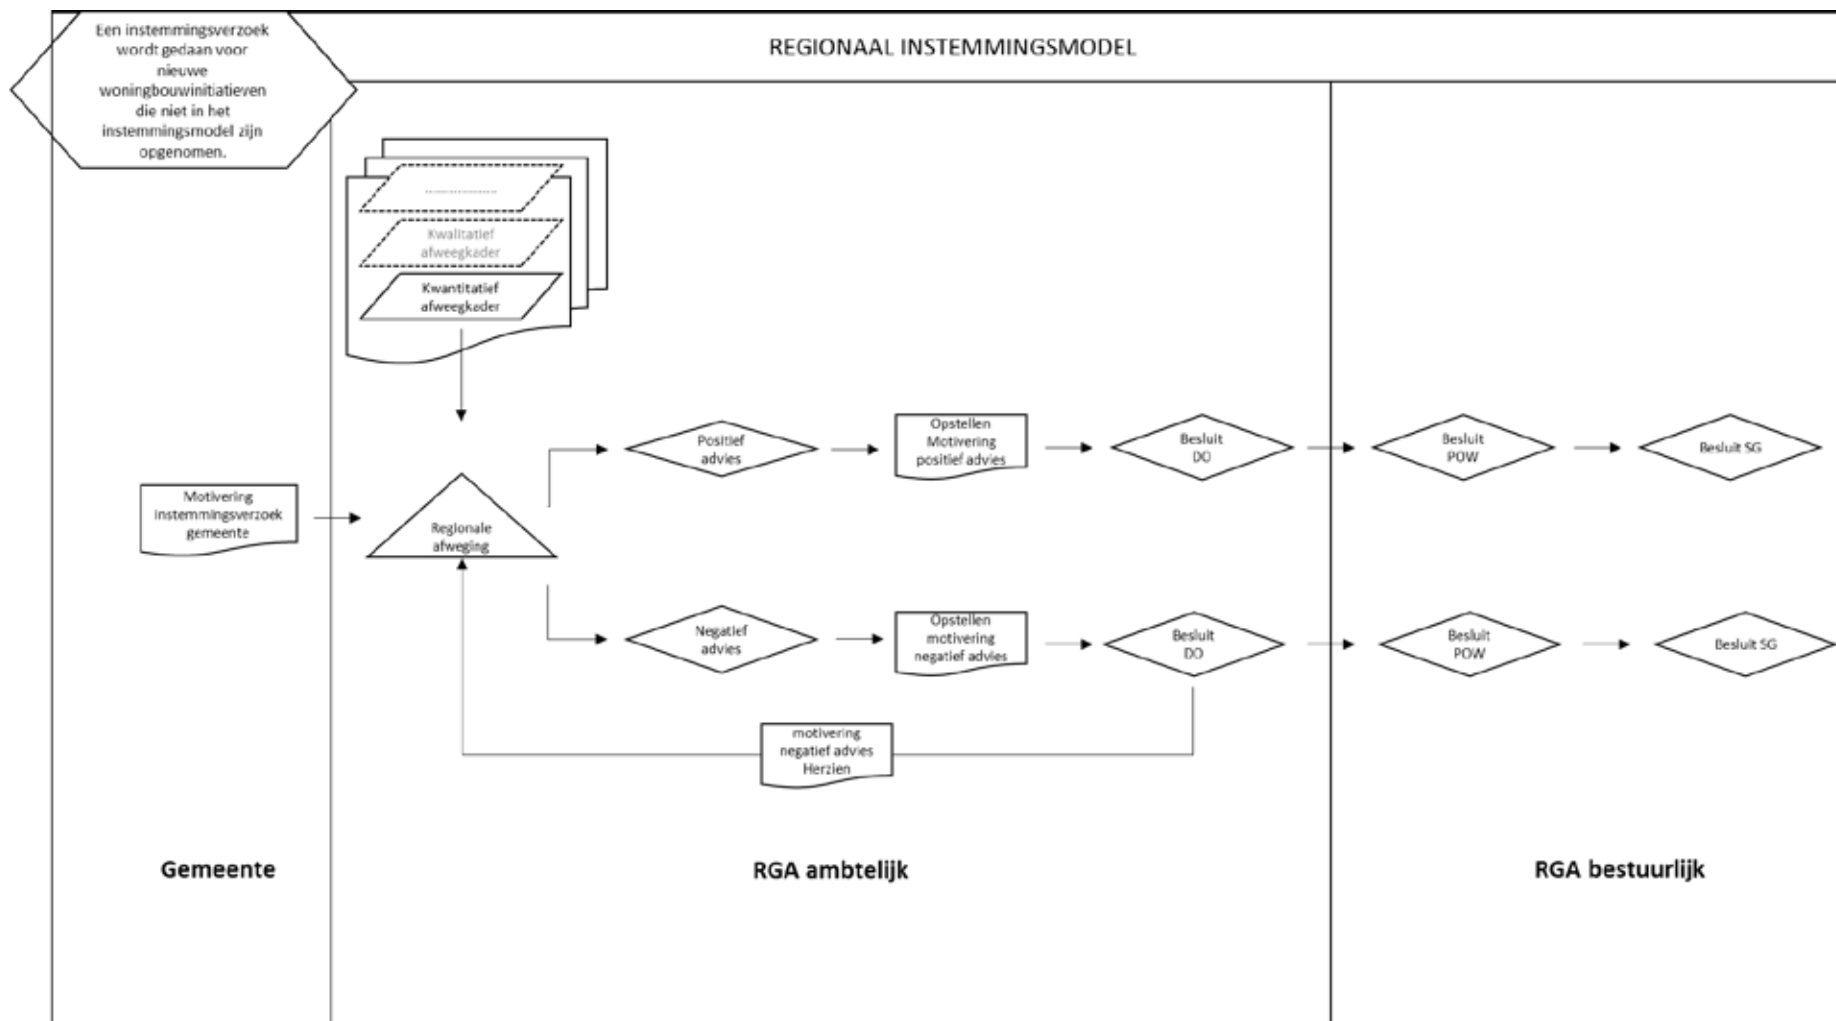 Een instemmingsverzoek
wordt gedaan voor
nieuwe
woningbouwinitiatieven
die niet in het
instemmingsmodel zijn
opgenomen.
REGIONAAL INSTEMMINGSMODEL
....................
Kwalitatief
afweegkader
Kwantitatief
afweegkader
Motivering
instemmingsverzoek
gemeente
Regionale
afweging
Positief
advies
Opstellen
Motivering
positief advies
Besluit
DO
Besluit
POW
Besluit SG
Negatief
advies
Opstellen
motivering
negatief advies
Besluit
DO
Besluit
POW
Besluit SG
motivering
negatief advies
Herzien
Gemeente
RGA ambtelijk
RGA bestuurlijk